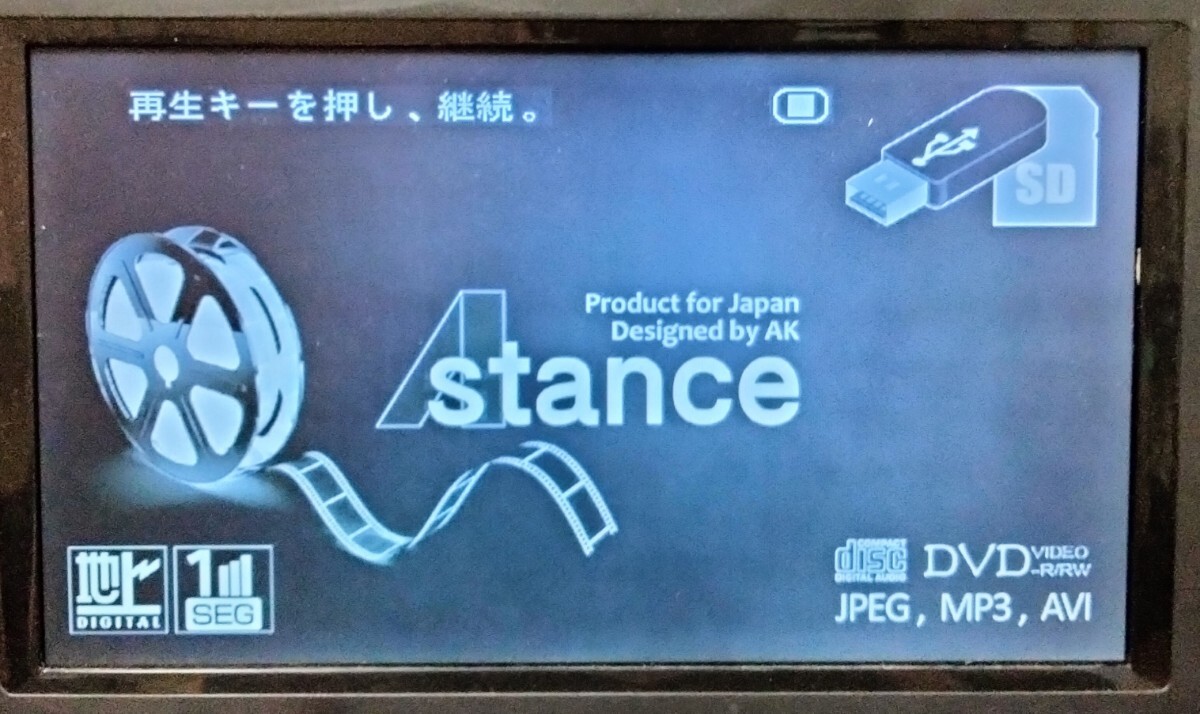 再生キーを押し、継続。
SD
Product for Japan
Designed by AK
Astance
地上
DIGITAL
1
SEG
COMPACT
disc
DIGITAL AUDIO
DVD VIDEO
-R/RW
JPEG, MP3, AVI